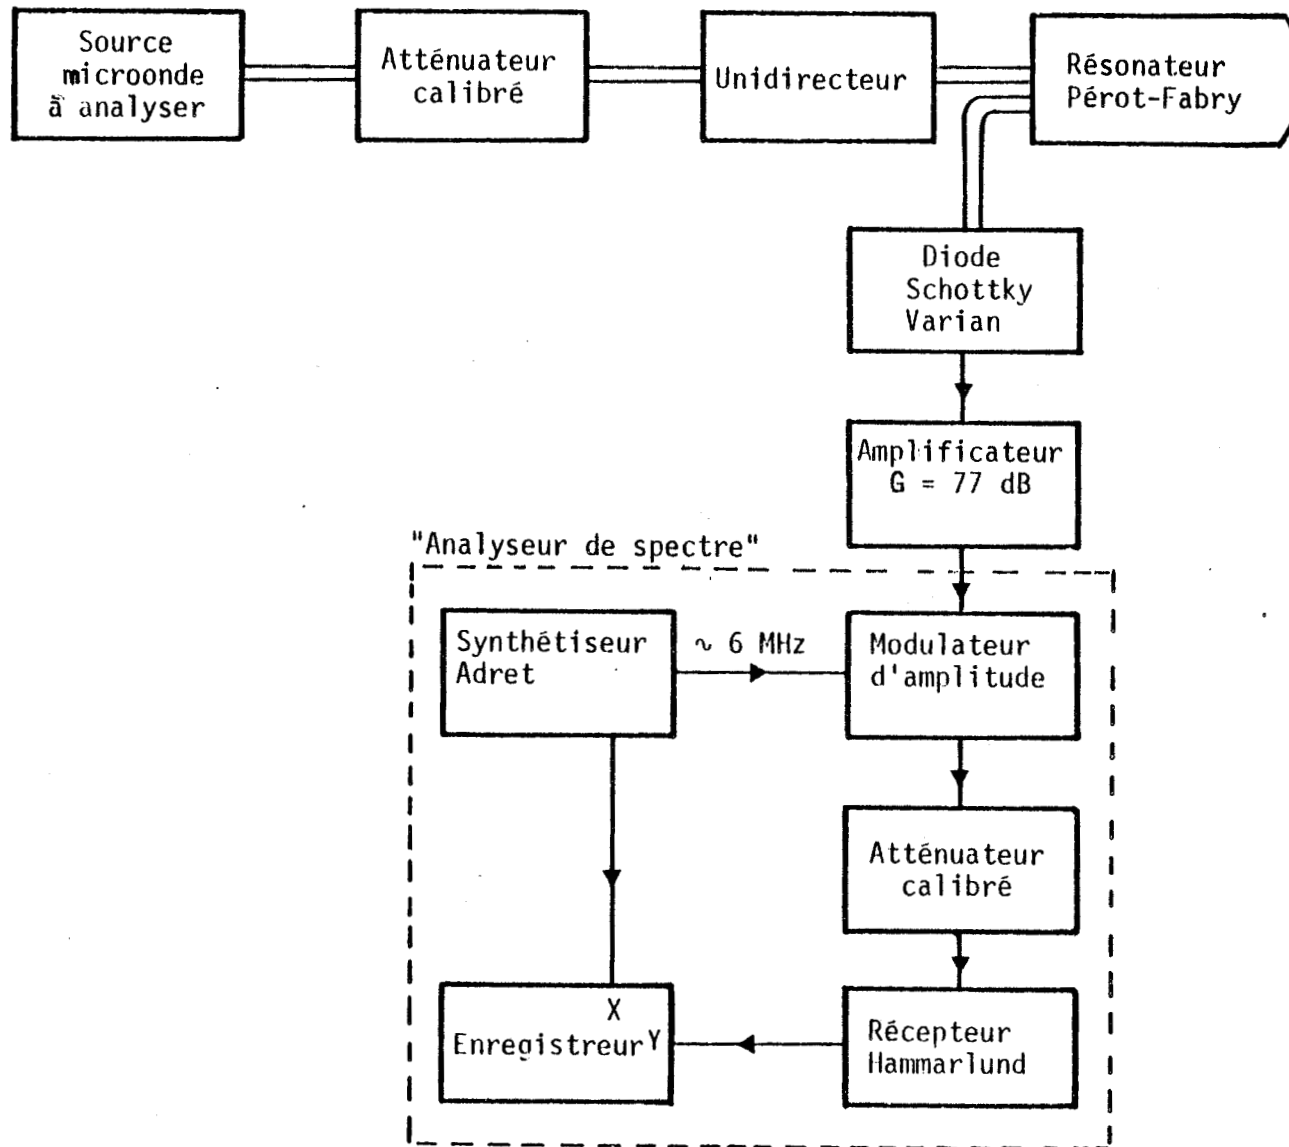 Source
microonde
à analyser
Atténuateur
calibré
Unidirecteur
Résonateur
Pérot-Fabry
Diode
Schottky
Varian
Amplificateur
G = 77 dB
"Analyseur de spectre"
Synthétiseur
Adret
~ 6 MHz
Modulateur
d'amplitude
Atténuateur
calibré
X
Enregistreur Y
Récepteur
Hammarlund